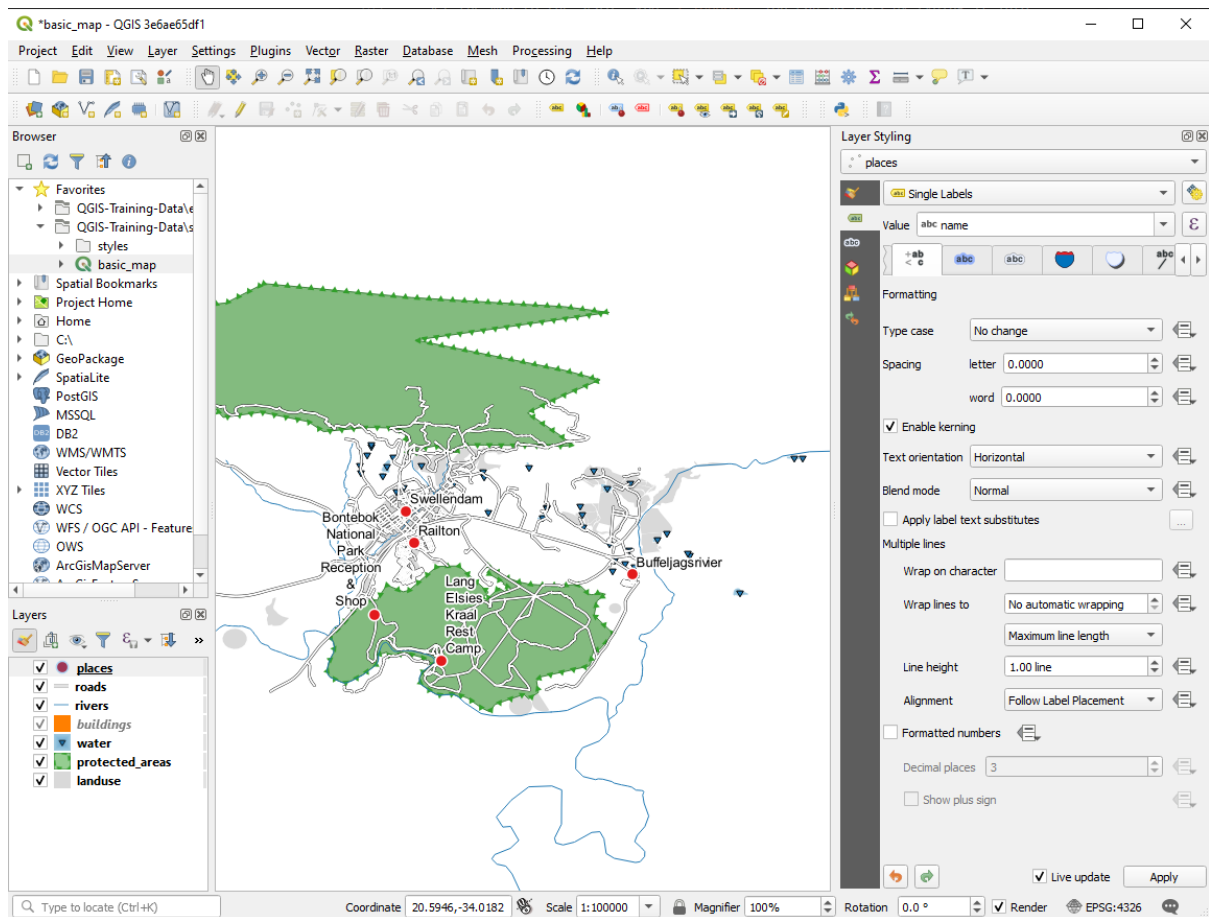 *basic_map - QGIS 3e6ae65df1
Project Edit View Layer Settings Plugins Vector Raster Database Mesh Processing Help
Browser
Favorites
QGIS-Training-Data\e
QGIS-Training-Data\s
styles
basic_map
Spatial Bookmarks
Project Home
Home
C:\
GeoPackage
SpatiaLite
PostGIS
MSSQL
DB2
WMS/WMTS
Vector Tiles
XYZ Tiles
WCS
WFS / OGC API - Feature
OWS
ArcGisMapServer
Layers
places
roads
rivers
buildings
water
protected_areas
landuse
Swellendam
Bontebok
National
Park
Reception
&
Shop
Railton
Buffeljagsrivier
Lang
Elsies
Kraal
Rest
Camp
Layer Styling
places
Single Labels
Value abc name
+ab
< c
abc
abc
abc
Formatting
Type case No change
Spacing letter 0.0000
word 0.0000
Enable kerning
Text orientation Horizontal
Blend mode Normal
Apply label text substitutes ...
Multiple lines
Wrap on character
Wrap lines to No automatic wrapping
Maximum line length
Line height 1.00 line
Alignment Follow Label Placement
Formatted numbers
Decimal places 3
Show plus sign
Live update Apply
Type to locate (Ctrl+K) Coordinate 20.5946,-34.0182 Scale 1:100000 Magnifier 100% Rotation 0.0 ° Render EPSG:4326